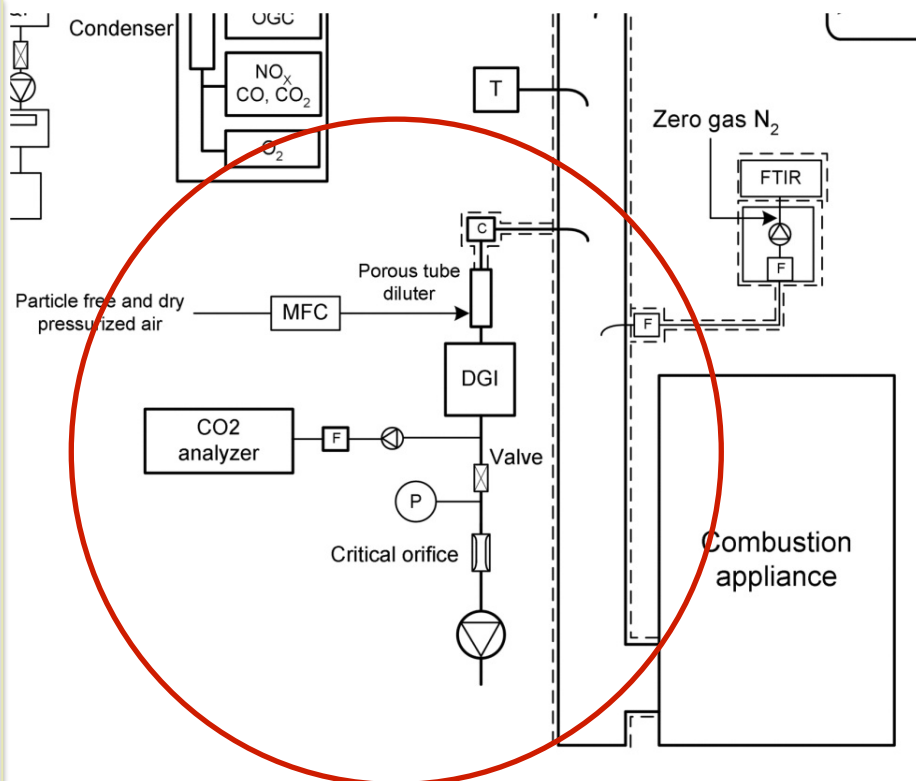 Condenser
OGC
NOX
CO, CO2
O2
T
Zero gas N2
FTIR
F
C
Porous tube
diluter
Particle free and dry
pressurized air
MFC
F
DGI
CO2
analyzer
F
Valve
P
Critical orifice
Combustion
appliance